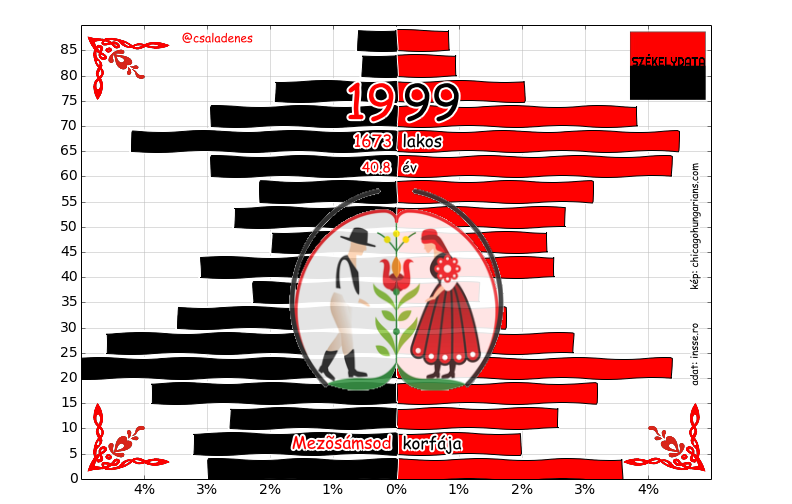 @csaladenes
SZÉKELYDATA
1999
1673 lakos
40.8 év
kép: chicagohungarians.com
adat: insse.ro
Mezõsámsod korfája
85
80
75
70
65
60
55
50
45
40
35
30
25
20
15
10
5
0
4% 3% 2% 1% 0% 1% 2% 3% 4%